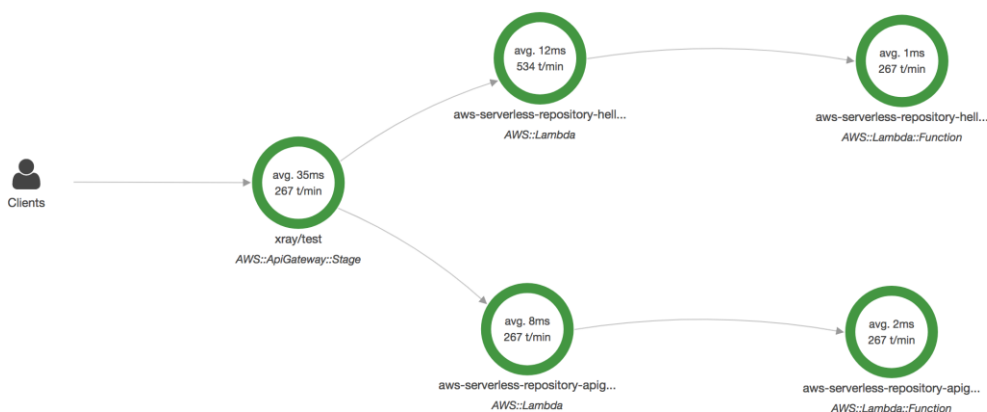 Clients
avg. 35ms
267 t/min
xray/test
AWS::ApiGateway::Stage
avg. 12ms
534 t/min
aws-serverless-repository-hell...
AWS::Lambda
avg. 1ms
267 t/min
aws-serverless-repository-hell...
AWS::Lambda::Function
avg. 8ms
267 t/min
aws-serverless-repository-apig...
AWS::Lambda
avg. 2ms
267 t/min
aws-serverless-repository-apig...
AWS::Lambda::Function